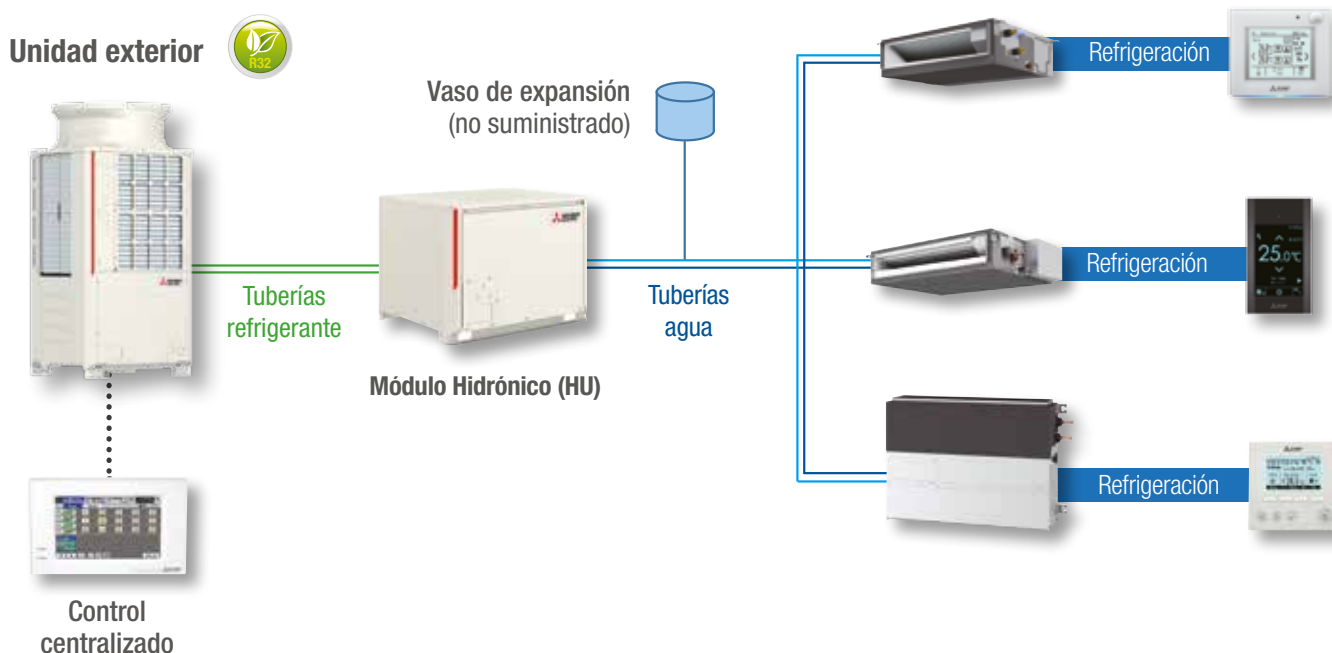 Unidad exterior
R32
Vaso de expansión
(no suministrado)
Refrigeración
Refrigeración
25.0°C
Tuberías
refrigerante
Tuberías
agua
Módulo Hidrónico (HU)
Refrigeración
Control
centralizado